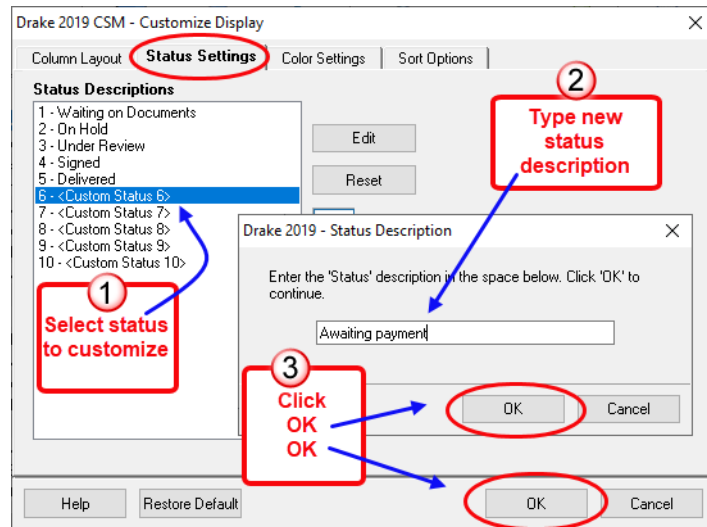 Drake 2019 CSM - Customize Display
Column Layout
Status Settings
Color Settings
Sort Options
Status Descriptions
1 - Waiting on Documents
2 - On Hold
3 - Under Review
4 - Signed
5 - Delivered
6 - <Custom Status 6>
7 - <Custom Status 7>
8 - <Custom Status 8>
9 - <Custom Status 9>
10 - <Custom Status 10>
Edit
Reset
2
Type new
status
description
1
Select status
to customize
Drake 2019 - Status Description
Enter the 'Status' description in the space below. Click 'OK' to
continue.
Awaiting payment
3
Click
OK
OK
OK
Cancel
Help
Restore Default
OK
Cancel